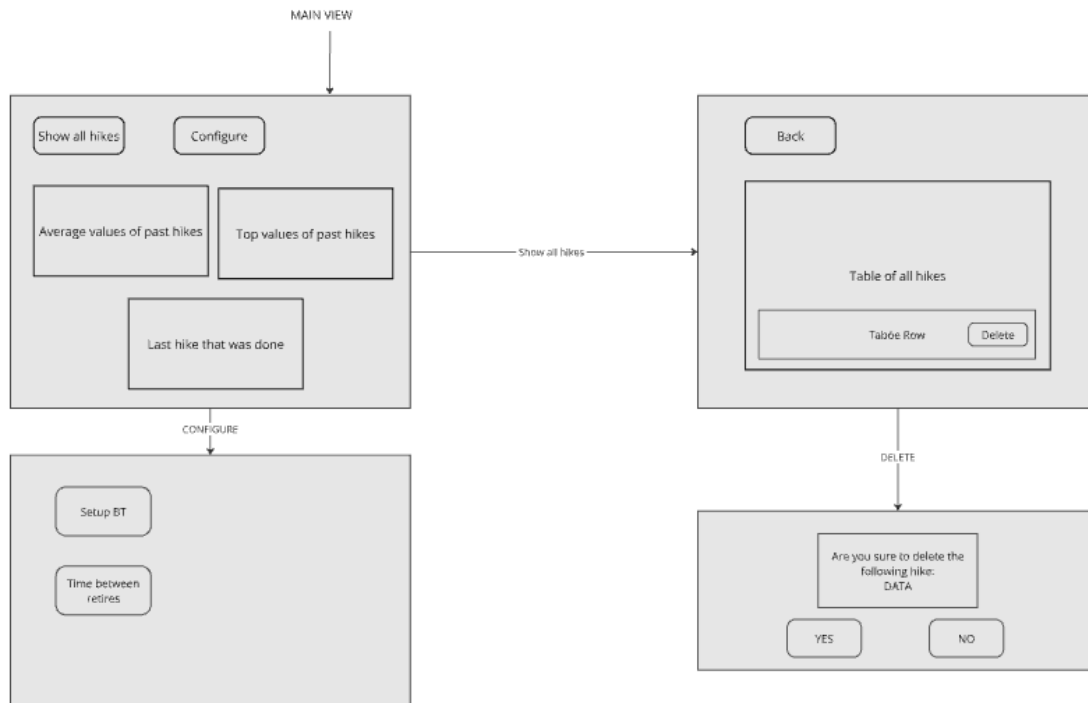 MAIN VIEW
Show all hikes
Configure
Average values of past hikes
Top values of past hikes
Last hike that was done
Show all hikes
Back
Table of all hikes
Taböe Row
Delete
CONFIGURE
DELETE
Setup BT
Time between
retires
Are you sure to delete the
following hike:
DATA
YES
NO